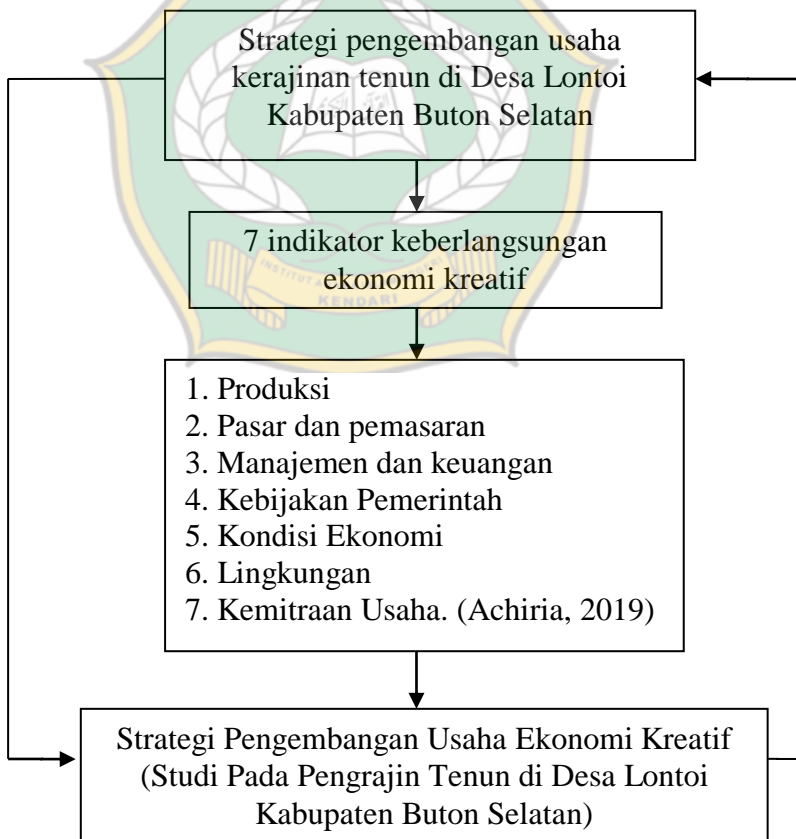 Strategi pengembangan usaha
kerajinan tenun di Desa Lontoi
Kabupaten Buton Selatan
7 indikator keberlangsungan
ekonomi kreatif
KENDARI
1. Produksi
2. Pasar dan pemasaran
3. Manajemen dan keuangan
4. Kebijakan Pemerintah
5. Kondisi Ekonomi
6. Lingkungan
7. Kemitraan Usaha. (Achiria, 2019)
Strategi Pengembangan Usaha Ekonomi Kreatif
(Studi Pada Pengrajin Tenun di Desa Lontoi
Kabupaten Buton Selatan)